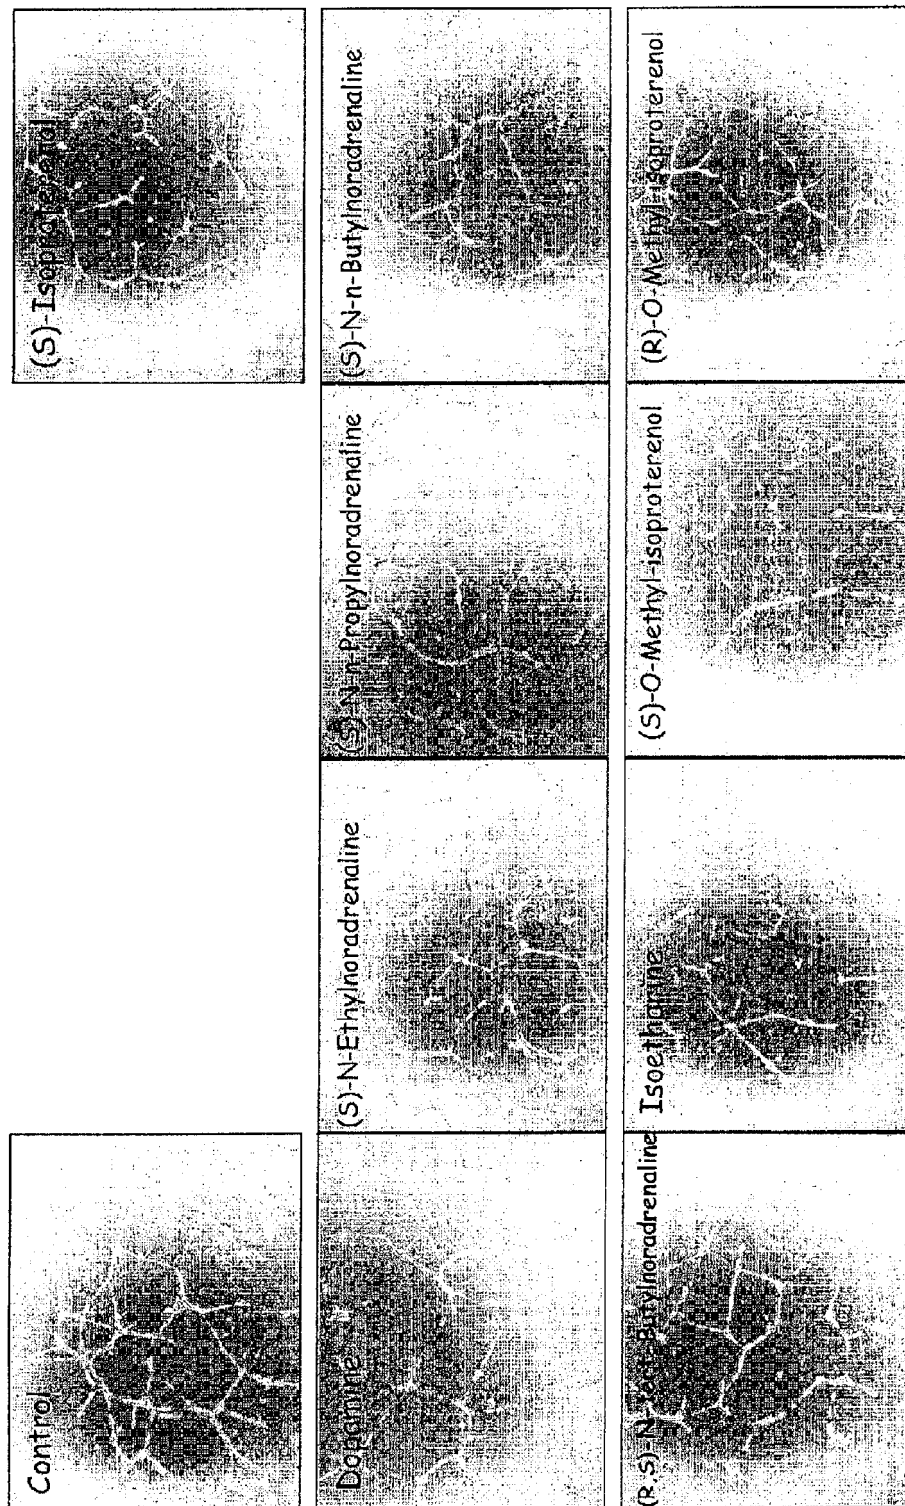 Control
(S)-Isoproterenol
Dopamine
(S)-N-Ethylnoradrenaline
(S)-N-n-Propylnoradrenaline
(S)-N-n-Butylnoradrenaline
(R,S)-N-tert-Butylnoradrenaline
Isoetharine
(S)-O-Methyl-isoproterenol
(R)-O-Methyl-isoproterenol